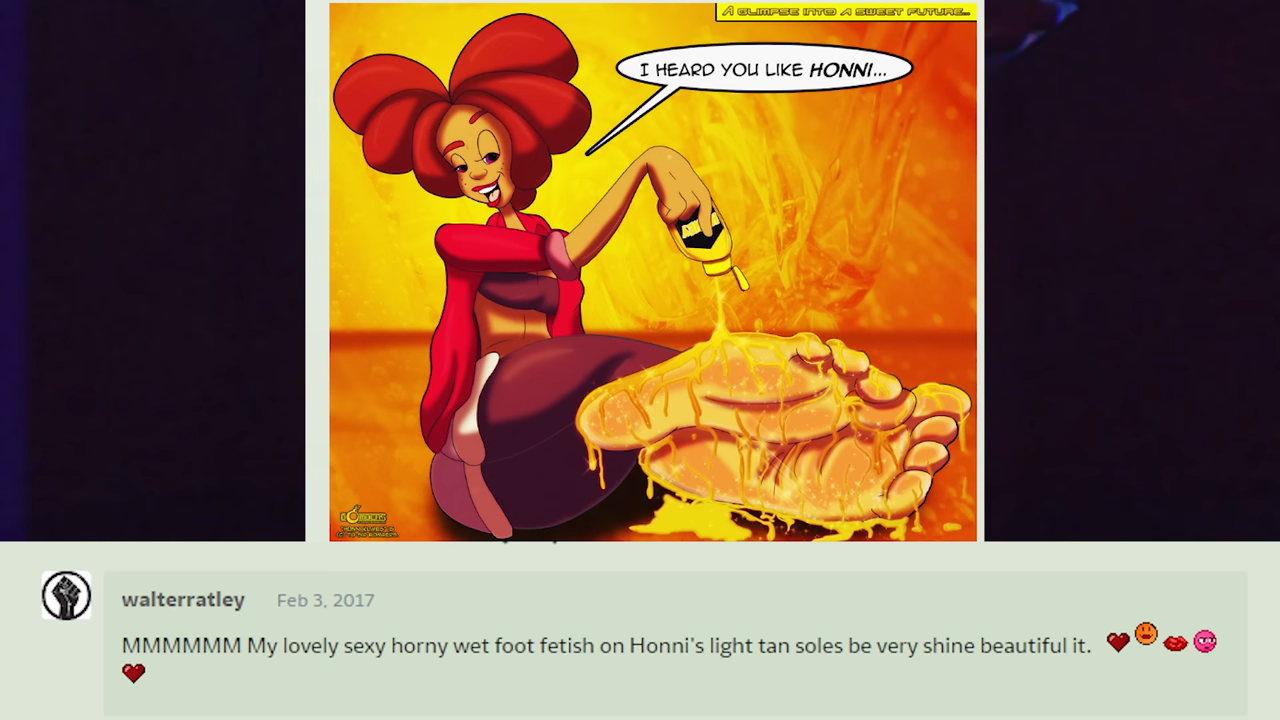 A GLIMPSE INTO A SWEET FUTURE...
I HEARD YOU LIKE HONNI...
walterratley Feb 3, 2017
MMMMMM My lovely sexy horny wet foot fetish on Honni's light tan soles be very shine beautiful it.